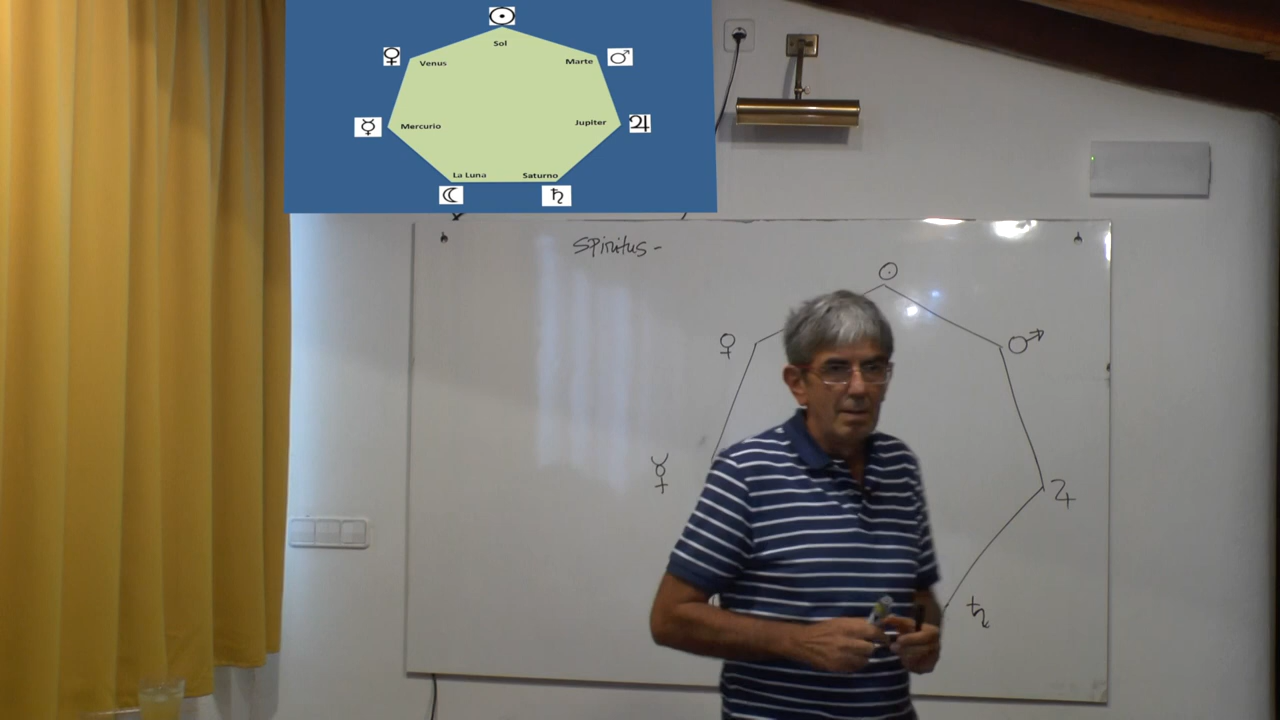 ☉
Sol
♀ Venus
Marte ♂
☿ Mercurio
Jupiter ♃
La Luna
Saturno
☾
♄
Spiritus -
☉
♀
♂
☿
♃
♄